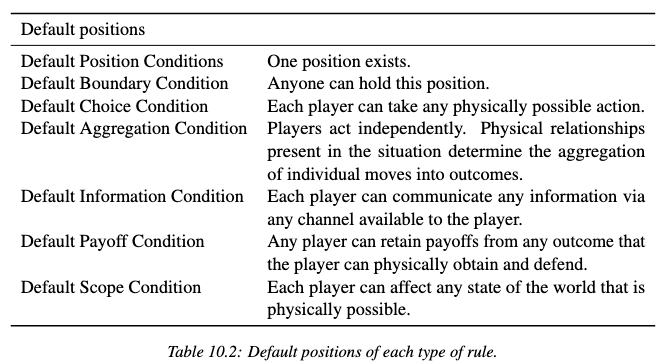 Default positions
Default Position Conditions One position exists.
Default Boundary Condition Anyone can hold this position.
Default Choice Condition Each player can take any physically possible action.
Default Aggregation Condition Players act independently. Physical relationships
present in the situation determine the aggregation
of individual moves into outcomes.
Default Information Condition Each player can communicate any information via
any channel available to the player.
Default Payoff Condition Any player can retain payoffs from any outcome that
the player can physically obtain and defend.
Default Scope Condition Each player can affect any state of the world that is
physically possible.
Table 10.2: Default positions of each type of rule.